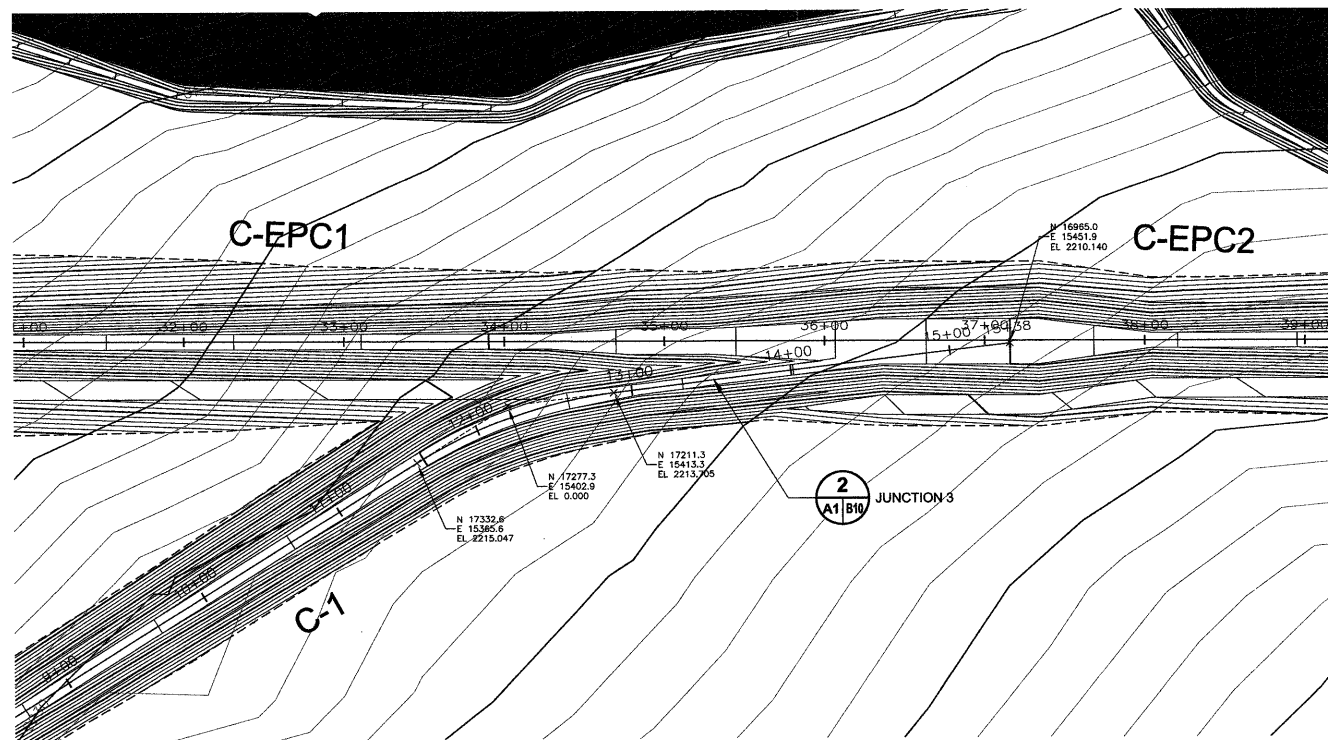 C-EPC1
C-EPC2
N 16965.0
E 15451.9
EL 2210.140
32+00
33+00
34+00
35+00
36+00
37+00
38+00
39+00
15+00
14+00
13+00
12+00
11+00
10+00
9+00
N 17211.3
E 15413.3
EL 2213.705
N 17277.3
E 15402.9
EL 0.000
N 17332.6
E 15365.6
EL 2215.047
2
A1 B10
JUNCTION 3
C-1